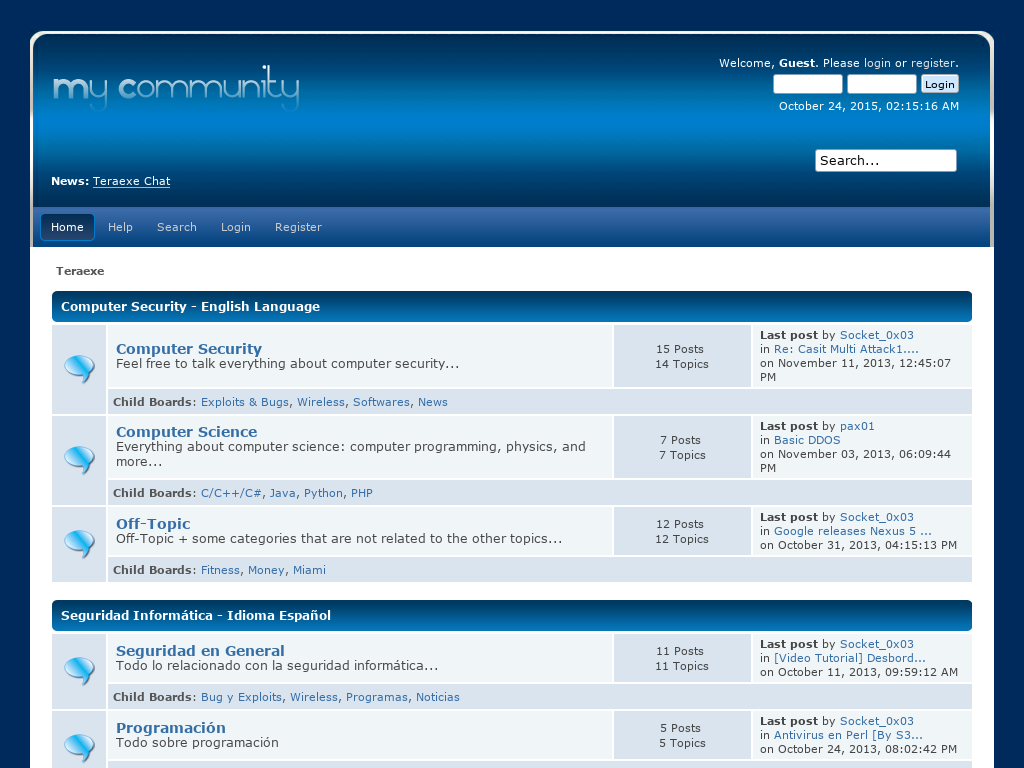 my community
Welcome, Guest. Please login or register.
Login
October 24, 2015, 02:15:16 AM
Search...
News: Teraexe Chat
Home Help Search Login Register
Teraexe
Computer Security - English Language
Computer Security
Feel free to talk everything about computer security...
15 Posts
14 Topics
Last post by Socket_0x03
in Re: Casit Multi Attack1....
on November 11, 2013, 12:45:07
PM
Child Boards: Exploits & Bugs, Wireless, Softwares, News
Computer Science
Everything about computer science: computer programming, physics, and
more...
7 Posts
7 Topics
Last post by pax01
in Basic DDOS
on November 03, 2013, 06:09:44
PM
Child Boards: C/C++/C#, Java, Python, PHP
Off-Topic
Off-Topic + some categories that are not related to the other topics...
12 Posts
12 Topics
Last post by Socket_0x03
in Google releases Nexus 5 ...
on October 31, 2013, 04:15:13 PM
Child Boards: Fitness, Money, Miami
Seguridad Informática - Idioma Español
Seguridad en General
Todo lo relacionado con la seguridad informática...
11 Posts
11 Topics
Last post by Socket_0x03
in [Video Tutorial] Desbord...
on October 11, 2013, 09:59:12 AM
Child Boards: Bug y Exploits, Wireless, Programas, Noticias
Programación
Todo sobre programación
5 Posts
5 Topics
Last post by Socket_0x03
in Antivirus en Perl [By S3...
on October 24, 2013, 08:02:42 PM